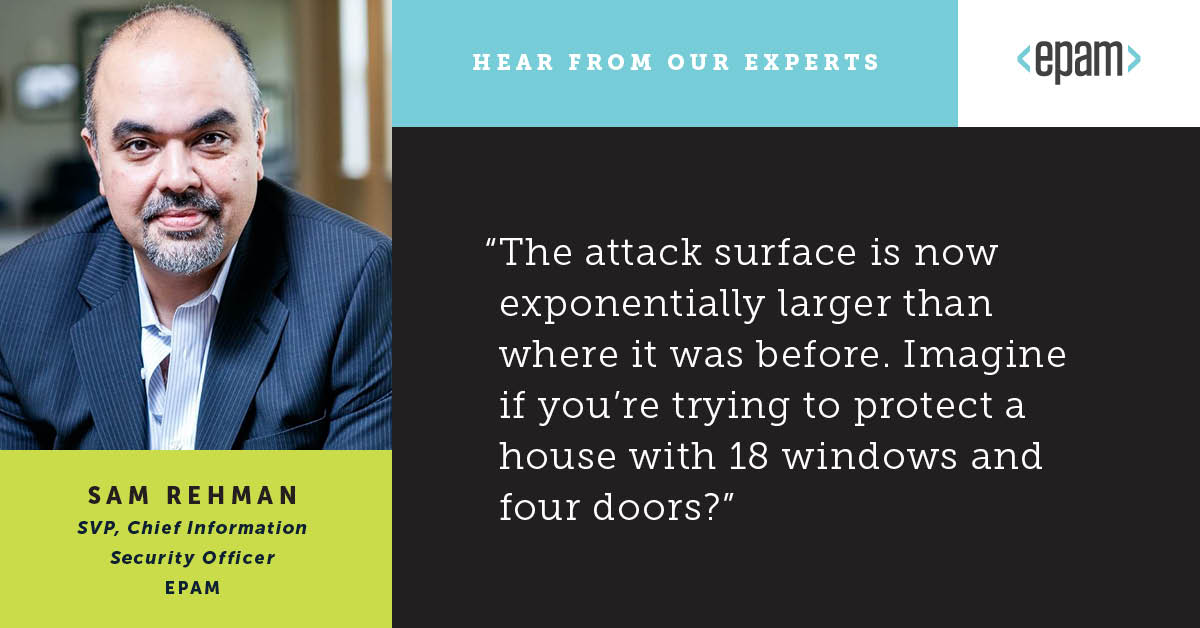 HEAR FROM OUR EXPERTS
<epam>
“The attack surface is now
exponentially larger than
where it was before. Imagine
if you’re trying to protect a
house with 18 windows and
four doors?”
SAM REHMAN
SVP, Chief Information
Security Officer
EPAM